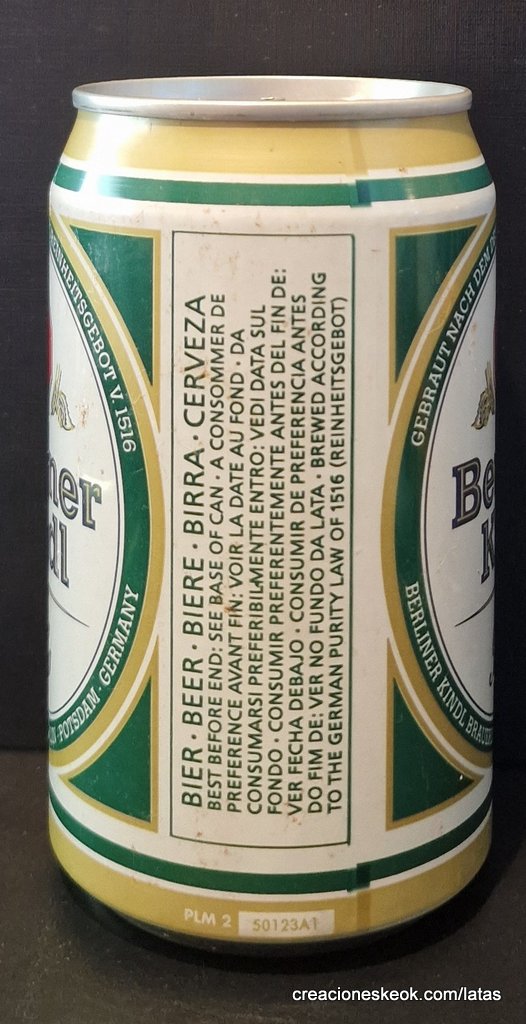 BIER · BEER · BIERE · BIRRA · CERVEZA
BEST BEFORE END: SEE BASE OF CAN · A CONSOMMER DE
PREFERENCE AVANT FIN: VOIR LA DATE AU FOND · DA
CONSUMARSI PREFERIBILMENTE ENTRO: VEDI DATA SUL
FONDO · CONSUMIR PREFERENTEMENTE ANTES DEL FIN DE:
VER FECHA DEBAJO · CONSUMIR DE PREFERENCIA ANTES
DO FIM DE: VER NO FUNDO DA LATA · BREWED ACCORDING
TO THE GERMAN PURITY LAW OF 1516 (REINHEITSGEBOT)
V. 1516
POTSDAM · GERMANY
GEBRAUT NACH DEM
BERLINER KINDL
PLM 2 50123A1
creacioneskeok.com/latas